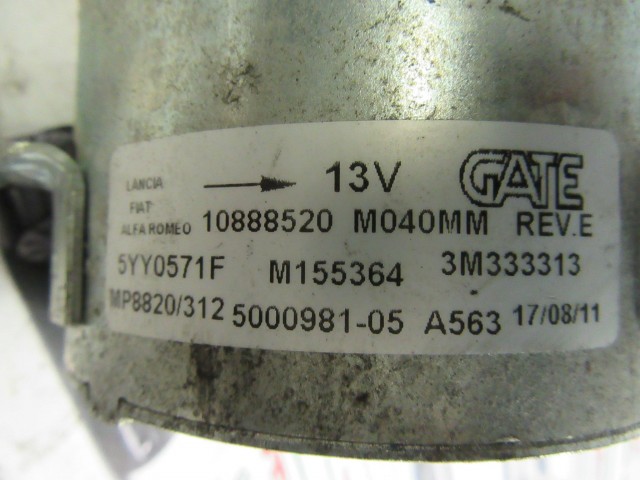 LANCIA → 13V GATE
FIAT
ALFA ROMEO 10888520 M040MM REV.E
5YY0571F M155364 3M333313
MP8820/312 5000981-05 A563 17/08/11